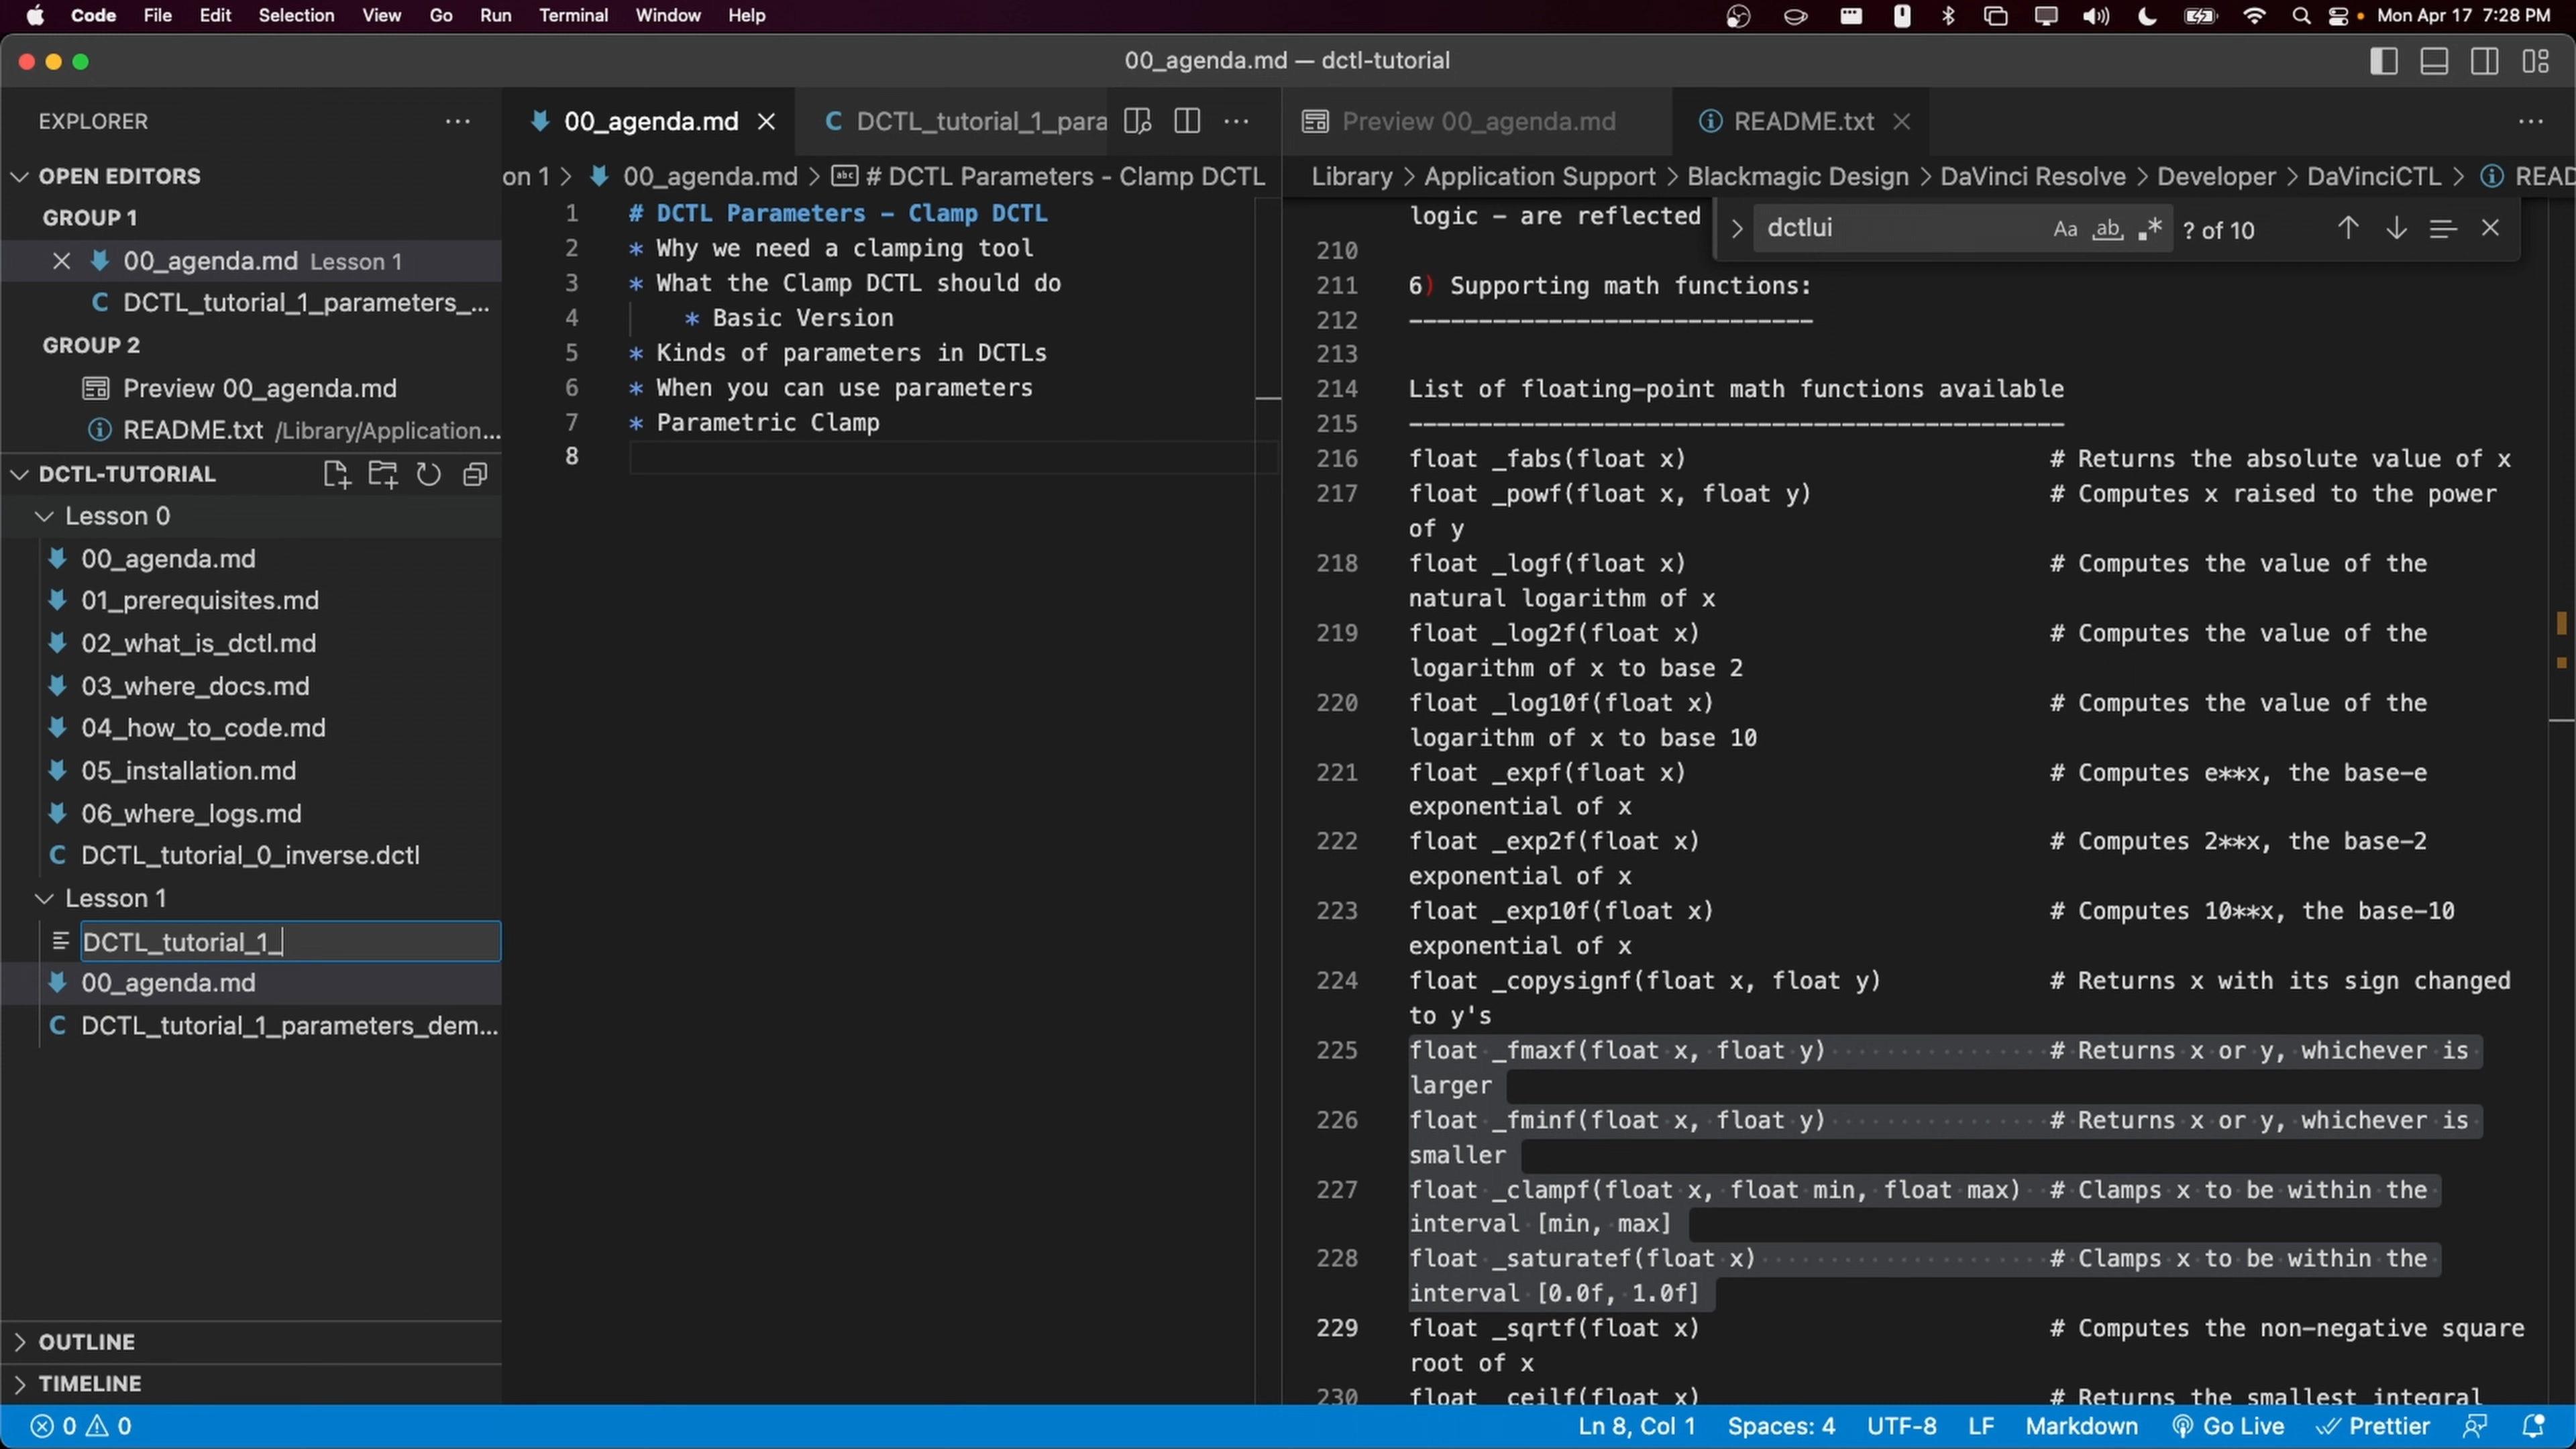 Code File Edit Selection View Go Run Terminal Window Help Mon Apr 17 7:28 PM
00_agenda.md — dctl-tutorial
EXPLORER
OPEN EDITORS
GROUP 1
00_agenda.md Lesson 1
DCTL_tutorial_1_parameters_...
GROUP 2
Preview 00_agenda.md
README.txt /Library/Application...
DCTL-TUTORIAL
Lesson 0
00_agenda.md
01_prerequisites.md
02_what_is_dctl.md
03_where_docs.md
04_how_to_code.md
05_installation.md
06_where_logs.md
C DCTL_tutorial_0_inverse.dctl
Lesson 1
DCTL_tutorial_1_
00_agenda.md
C DCTL_tutorial_1_parameters_dem...
OUTLINE
TIMELINE
00_agenda.md C DCTL_tutorial_1_para
on 1 > 00_agenda.md > # DCTL Parameters - Clamp DCTL
1 # DCTL Parameters - Clamp DCTL
2 * Why we need a clamping tool
3 * What the Clamp DCTL should do
4 * Basic Version
5 * Kinds of parameters in DCTLs
6 * When you can use parameters
7 * Parametric Clamp
8
Preview 00_agenda.md README.txt
Library > Application Support > Blackmagic Design > DaVinci Resolve > Developer > DaVinciCTL > READ
dctlui Aa ab .* ? of 10
logic - are reflected
210
211 6) Supporting math functions:
212 -----------------------------
213
214 List of floating-point math functions available
215 -----------------------------------------------
216 float _fabs(float x) # Returns the absolute value of x
217 float _powf(float x, float y) # Computes x raised to the power
of y
218 float _logf(float x) # Computes the value of the
natural logarithm of x
219 float _log2f(float x) # Computes the value of the
logarithm of x to base 2
220 float _log10f(float x) # Computes the value of the
logarithm of x to base 10
221 float _expf(float x) # Computes e**x, the base-e
exponential of x
222 float _exp2f(float x) # Computes 2**x, the base-2
exponential of x
223 float _exp10f(float x) # Computes 10**x, the base-10
exponential of x
224 float _copysignf(float x, float y) # Returns x with its sign changed
to y's
225 float _fmaxf(float x, float y) # Returns x or y, whichever is
larger
226 float _fminf(float x, float y) # Returns x or y, whichever is
smaller
227 float _clampf(float x, float min, float max) # Clamps x to be within the
interval [min, max]
228 float _saturatef(float x) # Clamps x to be within the
interval [0.0f, 1.0f]
229 float _sqrtf(float x) # Computes the non-negative square
root of x
230 float _ceilf(float x) # Returns the smallest integral
0 0 Ln 8, Col 1 Spaces: 4 UTF-8 LF Markdown Go Live Prettier